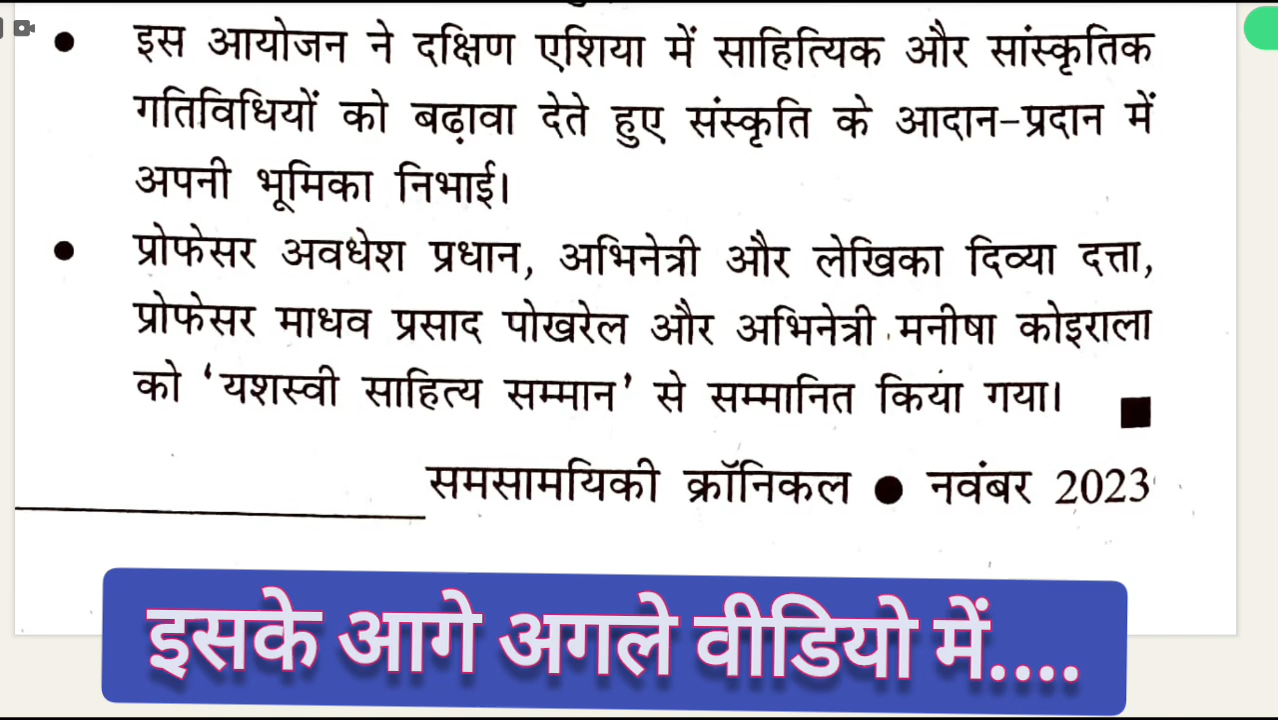 • इस आयोजन ने दक्षिण एशिया में साहित्यिक और सांस्कृतिक
गतिविधियों को बढ़ावा देते हुए संस्कृति के आदान-प्रदान में
अपनी भूमिका निभाई।
• प्रोफेसर अवधेश प्रधान, अभिनेत्री और लेखिका दिव्या दत्ता,
प्रोफेसर माधव प्रसाद पोखरेल और अभिनेत्री मनीषा कोइराला
को ‘यशस्वी साहित्य सम्मान’ से सम्मानित किया गया। ■
समसामयिकी क्रॉनिकल ● नवंबर 2023
इसके आगे अगले वीडियो में....